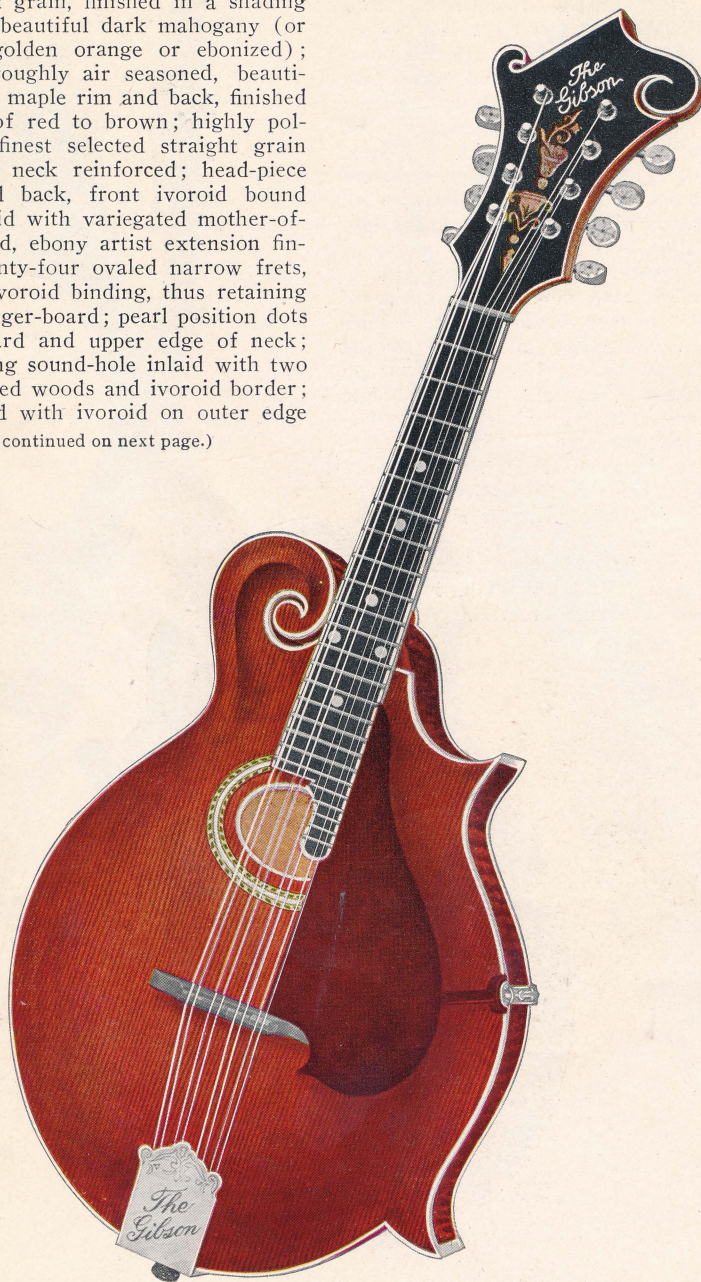 grain, finished in a shading
beautiful dark mahogany (or
golden orange or ebonized);
roughly air seasoned, beauti-
maple rim and back, finished
of red to brown; highly pol-
finest selected straight grain
neck reinforced; head-piece
back, front ivoroid bound
id with variegated mother-of-
d, ebony artist extension fin-
nty-four ovaled narrow frets,
voroid binding, thus retaining
ger-board; pearl position dots
rd and upper edge of neck;
ng sound-hole inlaid with two
ed woods and ivoroid border;
d with ivoroid on outer edge
continued on next page.)
The
Gibson
The
Gibson